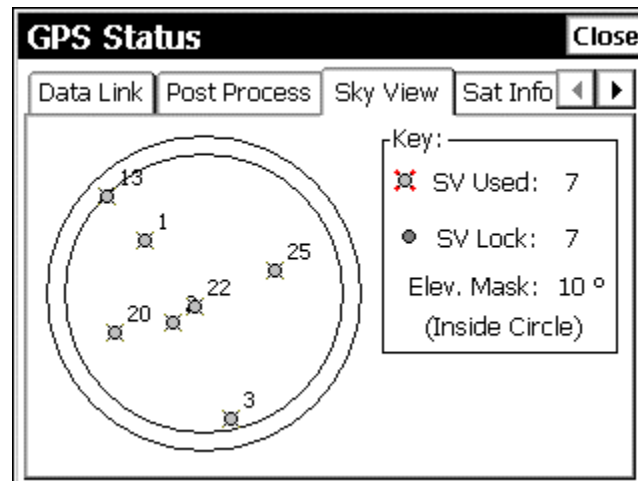 GPS Status
Close
Data Link
Post Process
Sky View
Sat Info
Key:
SV Used: 7
SV Lock: 7
Elev. Mask: 10 º
(Inside Circle)
13
1
25
22
20
3